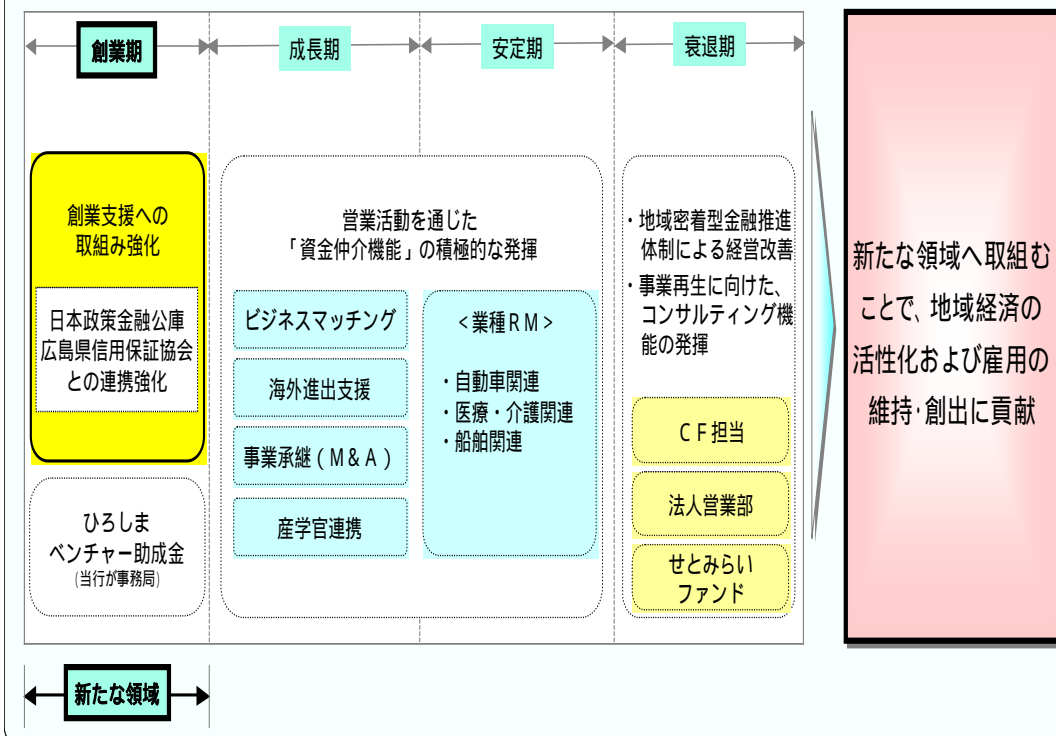 創業期
成長期
安定期
衰退期
創業支援への
取組み強化
日本政策金融公庫
広島県信用保証協会
との連携強化
ひろしま
ベンチャー助成金
(当行が事務局)
営業活動を通じた
「資金仲介機能」の積極的な発揮
ビジネスマッチング
海外進出支援
事業承継(M&A)
産学官連携
<業種RM>
・自動車関連
・医療・介護関連
・船舶関連
・地域密着型金融推進
体制による経営改善
・事業再生に向けた、
コンサルティング機
能の発揮
CF担当
法人営業部
せとみらい
ファンド
新たな領域へ取組む
ことで、地域経済の
活性化および雇用の
維持・創出に貢献
新たな領域